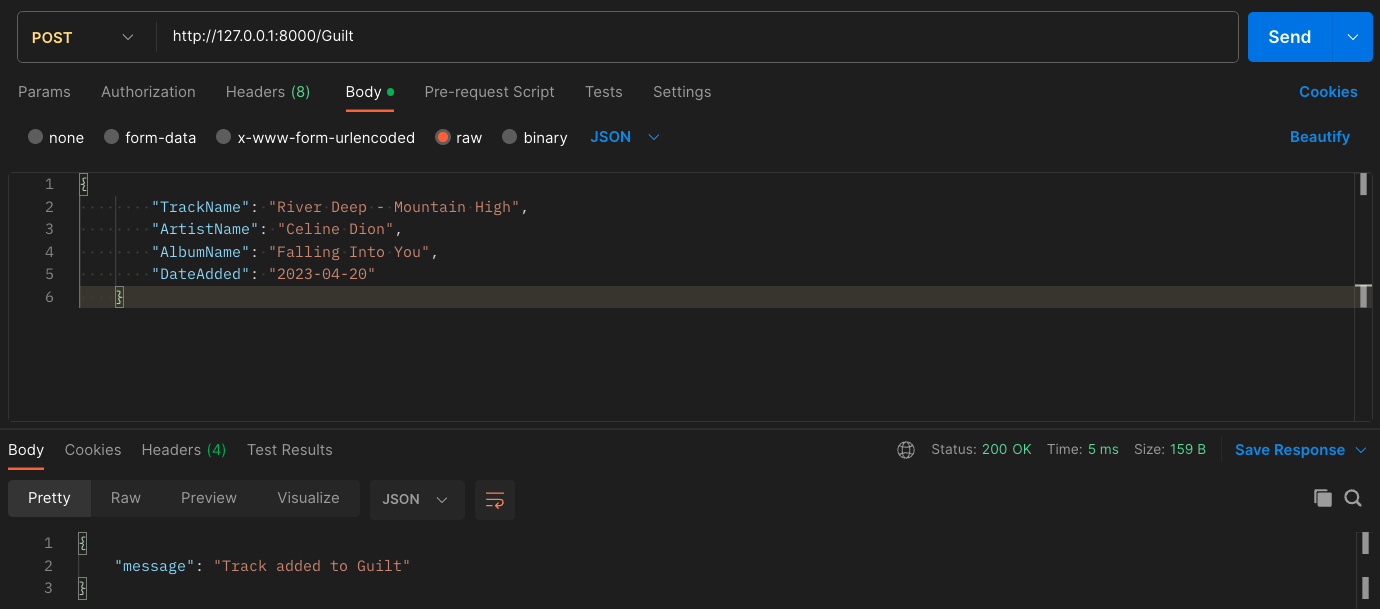 POST http://127.0.0.1:8000/Guilt Send
Params Authorization Headers (8) Body Pre-request Script Tests Settings Cookies
none form-data x-www-form-urlencoded raw binary JSON Beautify
1 {
2 "TrackName": "River Deep - Mountain High",
3 "ArtistName": "Celine Dion",
4 "AlbumName": "Falling Into You",
5 "DateAdded": "2023-04-20"
6 }
Body Cookies Headers (4) Test Results Status: 200 OK Time: 5 ms Size: 159 B Save Response
Pretty Raw Preview Visualize JSON
1 {
2 "message": "Track added to Guilt"
3 }